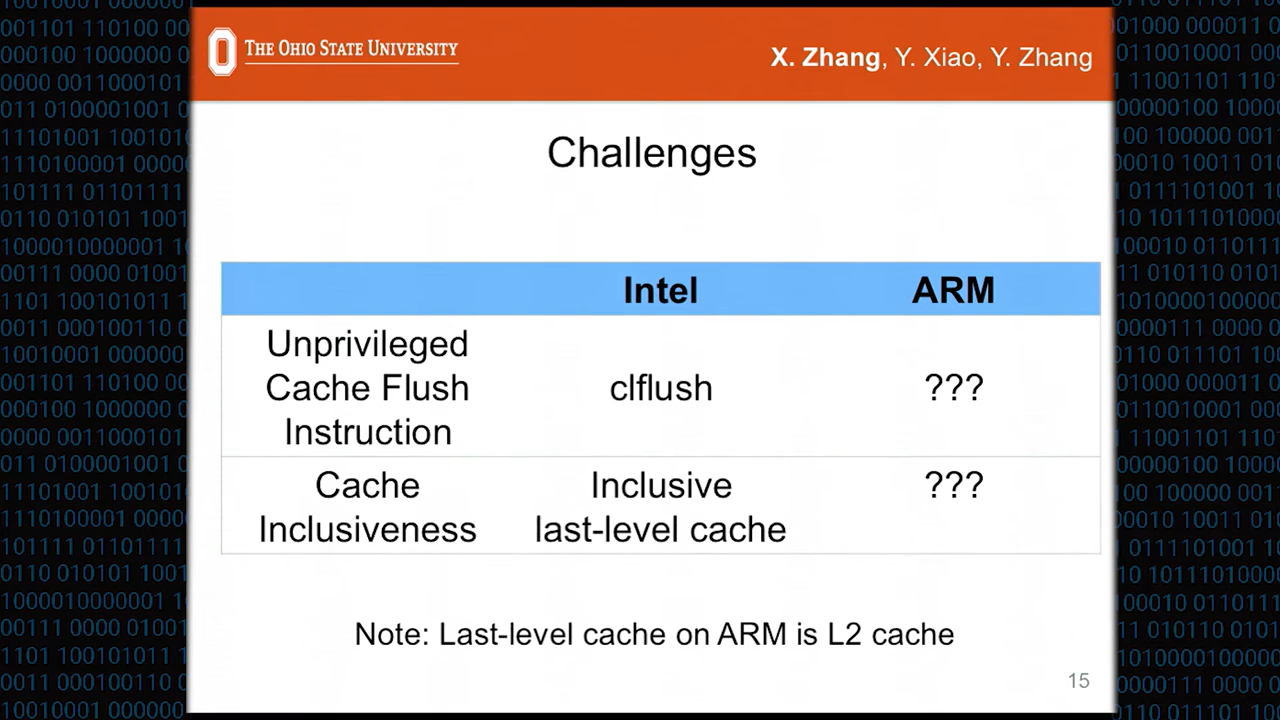 THE OHIO STATE UNIVERSITY
X. Zhang, Y. Xiao, Y. Zhang
Challenges
Intel ARM
Unprivileged
Cache Flush clflush ???
Instruction
Cache Inclusive ???
Inclusiveness last-level cache
Note: Last-level cache on ARM is L2 cache
15